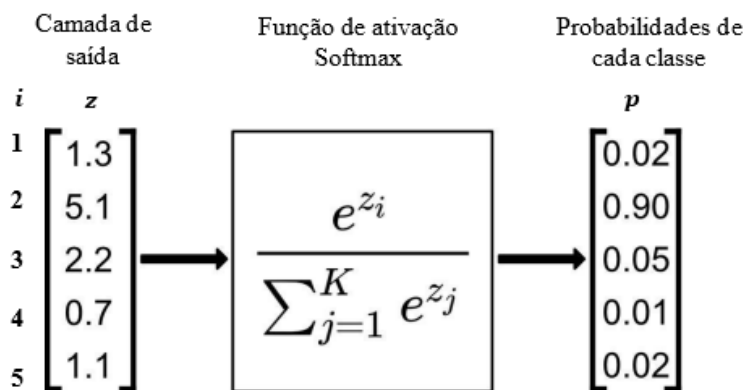 Camada de saída
Função de ativação Softmax
Probabilidades de cada classe
i z p
1 1.3 0.02
2 5.1 0.90
3 2.2 0.05
4 0.7 0.01
5 1.1 0.02
e^{z_i}
∑_{j=1}^{K} e^{z_j}